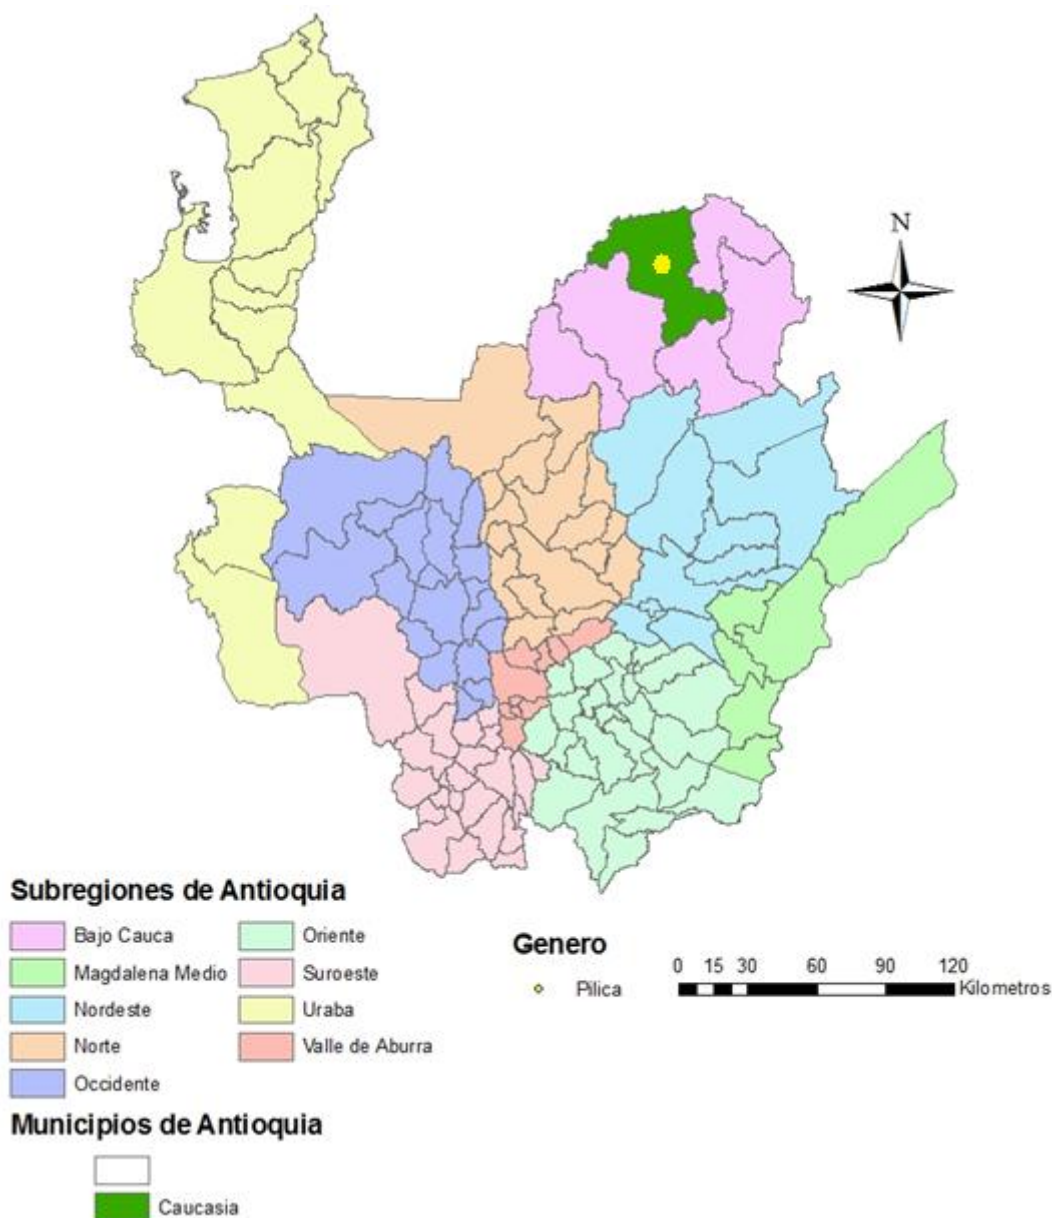 N
Subregiones de Antioquia
Bajo Cauca
Magdalena Medio
Nordeste
Norte
Occidente
Oriente
Suroeste
Uraba
Valle de Aburra
Genero
Pilica
0 15 30 60 90 120
Kilometros
Municipios de Antioquia
Caucasia